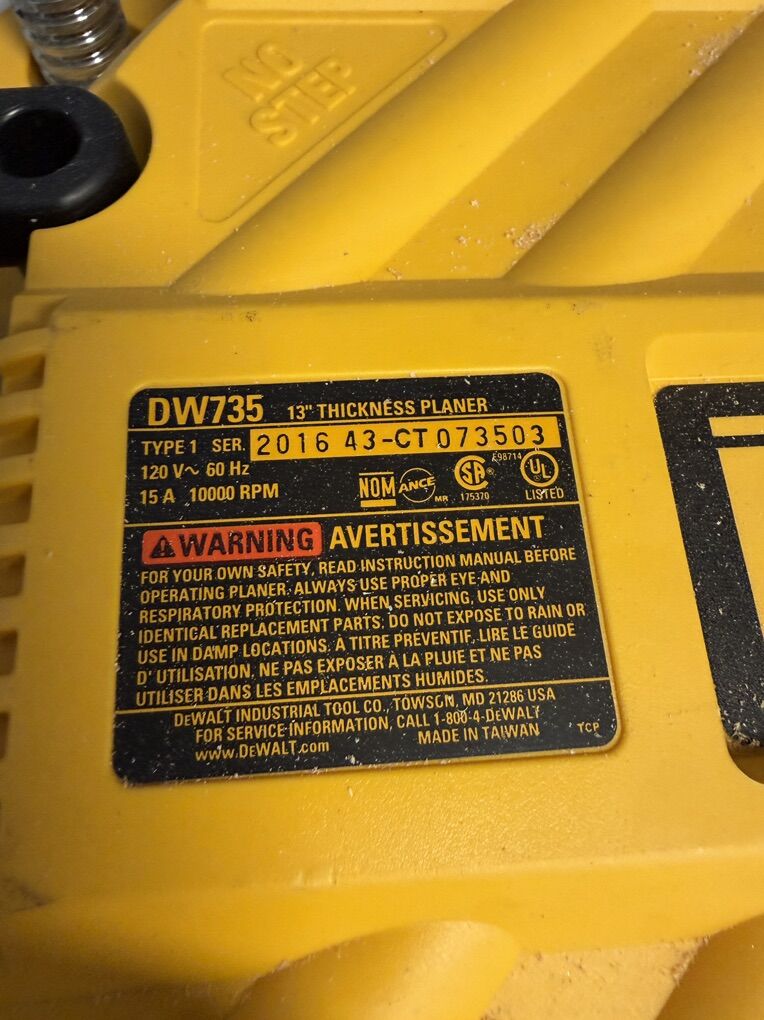 NO
STEP
DW735 13" THICKNESS PLANER
TYPE 1 SER. 2016 43-CT 073503
120 V~ 60 Hz
15 A 10000 RPM
NOM ANCE MR
SA 175370
E98714 UL LISTED
WARNING AVERTISSEMENT
FOR YOUR OWN SAFETY, READ INSTRUCTION MANUAL BEFORE
OPERATING PLANER. ALWAYS USE PROPER EYE AND
RESPIRATORY PROTECTION. WHEN SERVICING, USE ONLY
IDENTICAL REPLACEMENT PARTS. DO NOT EXPOSE TO RAIN OR
USE IN DAMP LOCATIONS. À TITRE PRÉVENTIF, LIRE LE GUIDE
D' UTILISATION, NE PAS EXPOSER À LA PLUIE ET NE PAS
UTILISER DANS LES EMPLACEMENTS HUMIDES.
DEWALT INDUSTRIAL TOOL CO., TOWSON, MD 21286 USA
FOR SERVICE INFORMATION, CALL 1-800-4-DEWALT
www.DEWALT.com MADE IN TAIWAN TCP